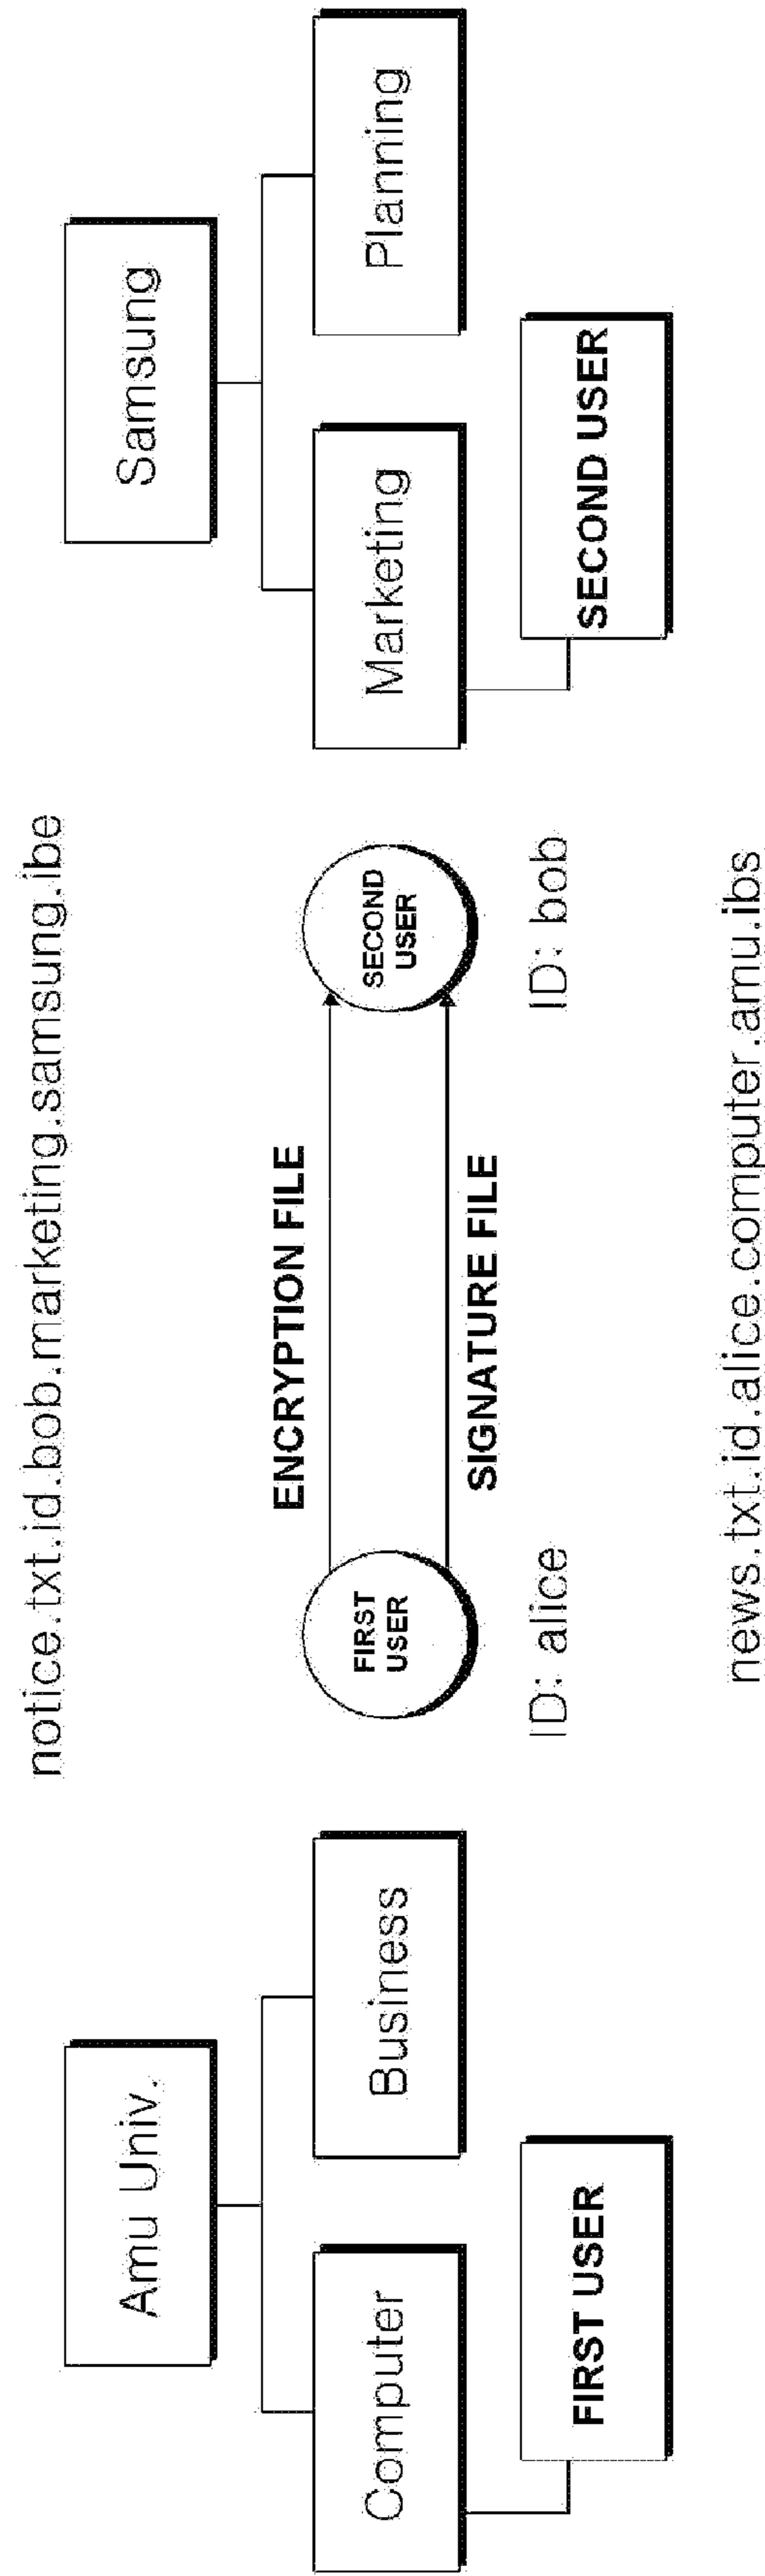 notice.txt.id.bob.marketing.samsung.ibe
Amu Univ.
Computer
Business
FIRST USER
ENCRYPTION FILE
FIRST
USER
SECOND
USER
SIGNATURE FILE
ID: alice
ID: bob
news.txt.id.alice.computer.amu.ibs
Samsung
Marketing
Planning
SECOND USER